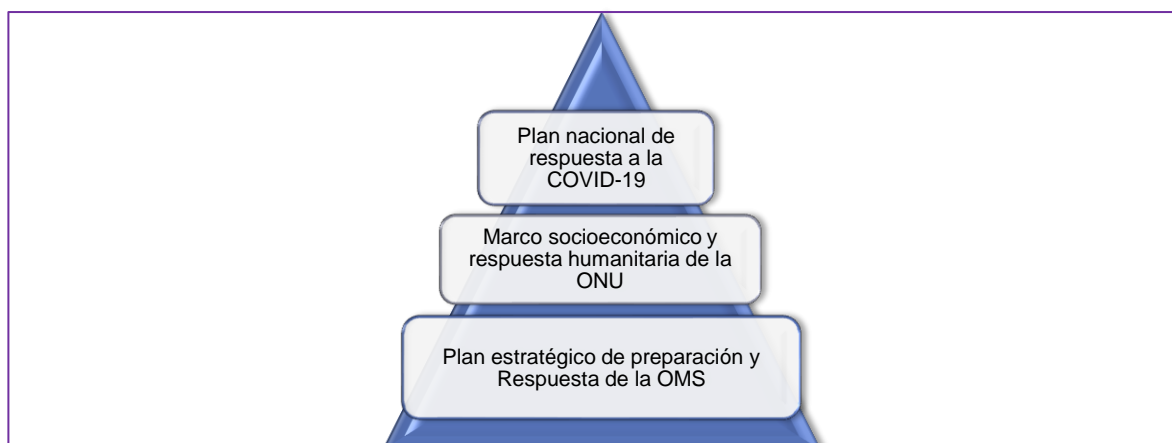 Plan nacional de
respuesta a la
COVID-19
Marco socioeconómico y
respuesta humanitaria de la
ONU
Plan estratégico de preparación y
Respuesta de la OMS